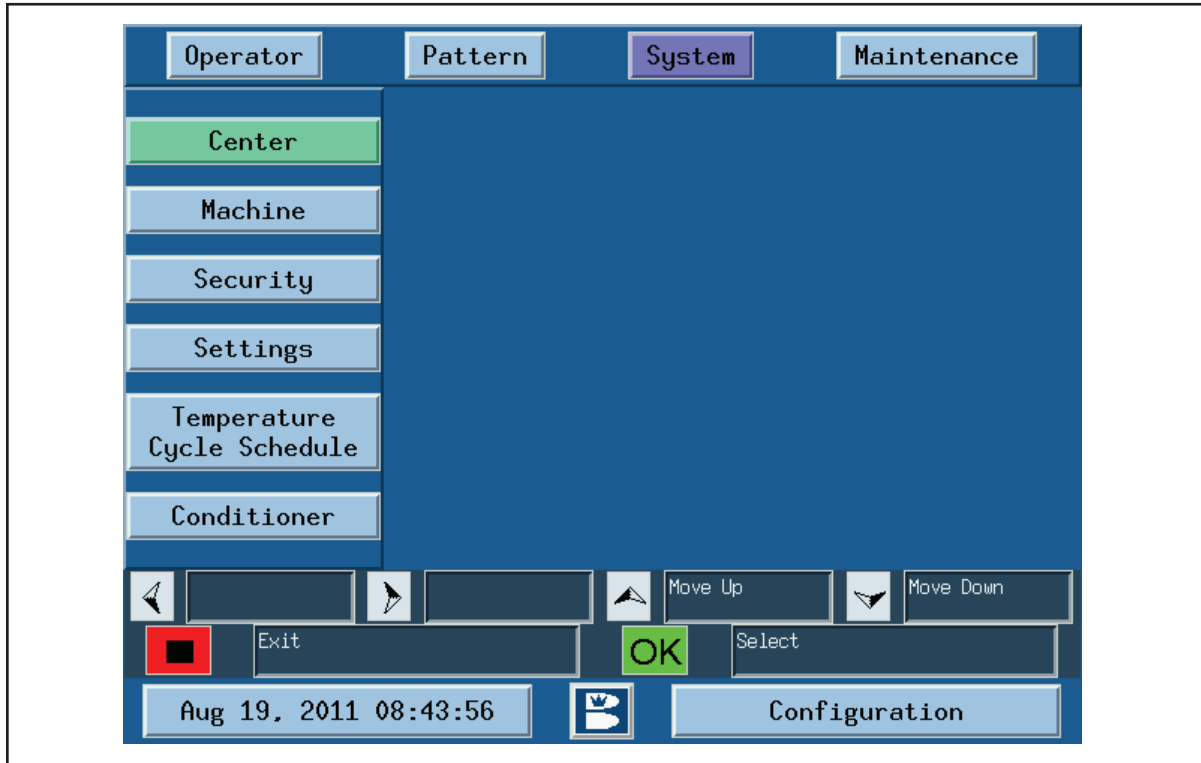 Operator Pattern System Maintenance
Center
Machine
Security
Settings
Temperature
Cycle Schedule
Conditioner
Move Up Move Down
Exit OK Select
Aug 19, 2011 08:43:56 Configuration